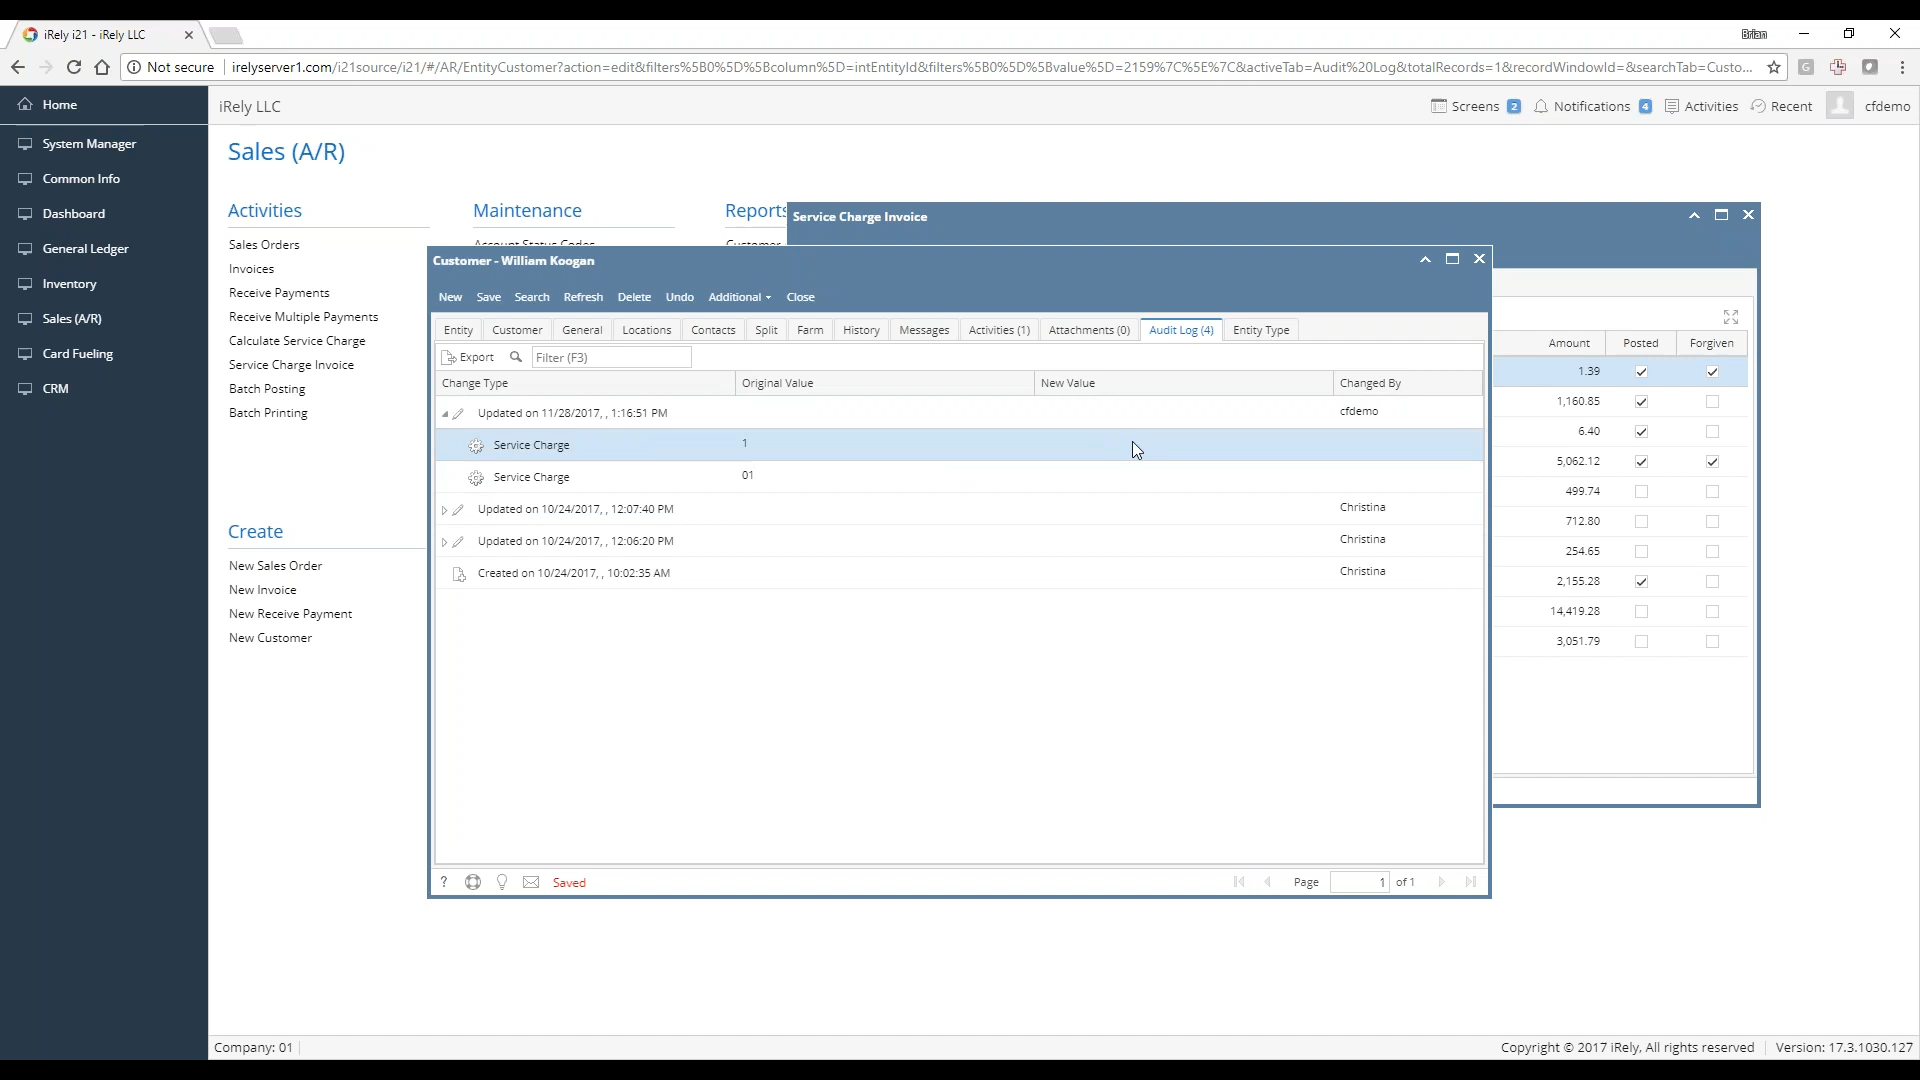 iRely i21 - iRely LLC
Brian
Not secure
irelyserver1.com/i21source/i21/#/AR/EntityCustomer?action=edit&filters%5B0%5D%5Bcolumn%5D=intEntityId&filters%5B0%5D%5Bvalue%5D=2159%7C%5E%7C&activeTab=Audit%20Log&totalRecords=1&recordWindowId=&searchTab=Custo...
Home
iRely LLC
Screens 2
Notifications 4
Activities
Recent
cfdemo
System Manager
Common Info
Dashboard
General Ledger
Inventory
Sales (A/R)
Card Fueling
CRM
Sales (A/R)
Activities
Sales Orders
Invoices
Receive Payments
Receive Multiple Payments
Calculate Service Charge
Service Charge Invoice
Batch Posting
Batch Printing
Create
New Sales Order
New Invoice
New Receive Payment
New Customer
Maintenance
Account Status Codes
Reports
Customer
Service Charge Invoice
Amount Posted Forgiven
1.39
1,160.85
6.40
5,062.12
499.74
712.80
254.65
2,155.28
14,419.28
3,051.79
Customer - William Koogan
New Save Search Refresh Delete Undo Additional Close
Entity Customer General Locations Contacts Split Farm History Messages Activities (1) Attachments (0) Audit Log (4) Entity Type
Export Filter (F3)
Change Type Original Value New Value Changed By
Updated on 11/28/2017, , 1:16:51 PM cfdemo
Service Charge 1
Service Charge 01
Updated on 10/24/2017, , 12:07:40 PM Christina
Updated on 10/24/2017, , 12:06:20 PM Christina
Created on 10/24/2017, , 10:02:35 AM Christina
? Saved Page 1 of 1
Company: 01
Copyright © 2017 iRely, All rights reserved
Version: 17.3.1030.127